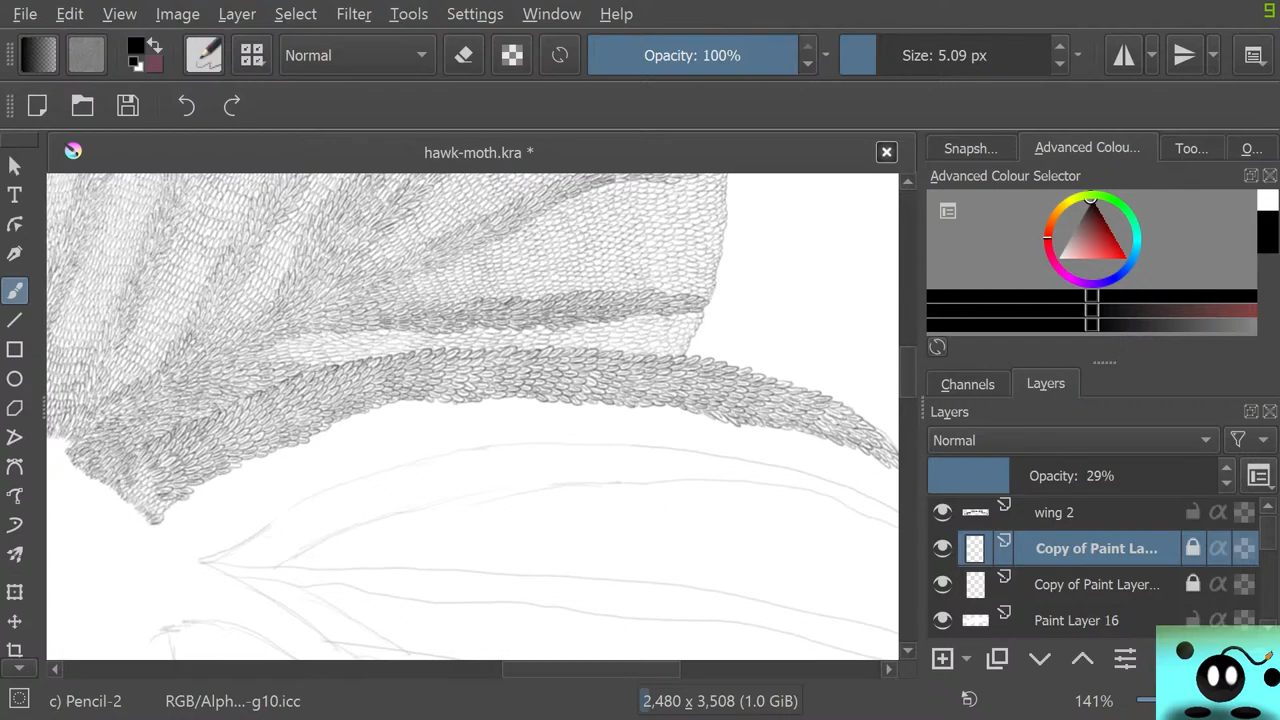 File Edit View Image Layer Select Filter Tools Settings Window Help
9
Normal
Opacity: 100%
Size: 5.09 px
hawk-moth.kra *
Snapsh...
Advanced Colou...
Too...
O...
Advanced Colour Selector
Channels
Layers
Layers
Normal
Opacity: 29%
wing 2
Copy of Paint La...
Copy of Paint Layer...
Paint Layer 16
c) Pencil-2
RGB/Alph...-g10.icc
2,480 x 3,508 (1.0 GiB)
141%